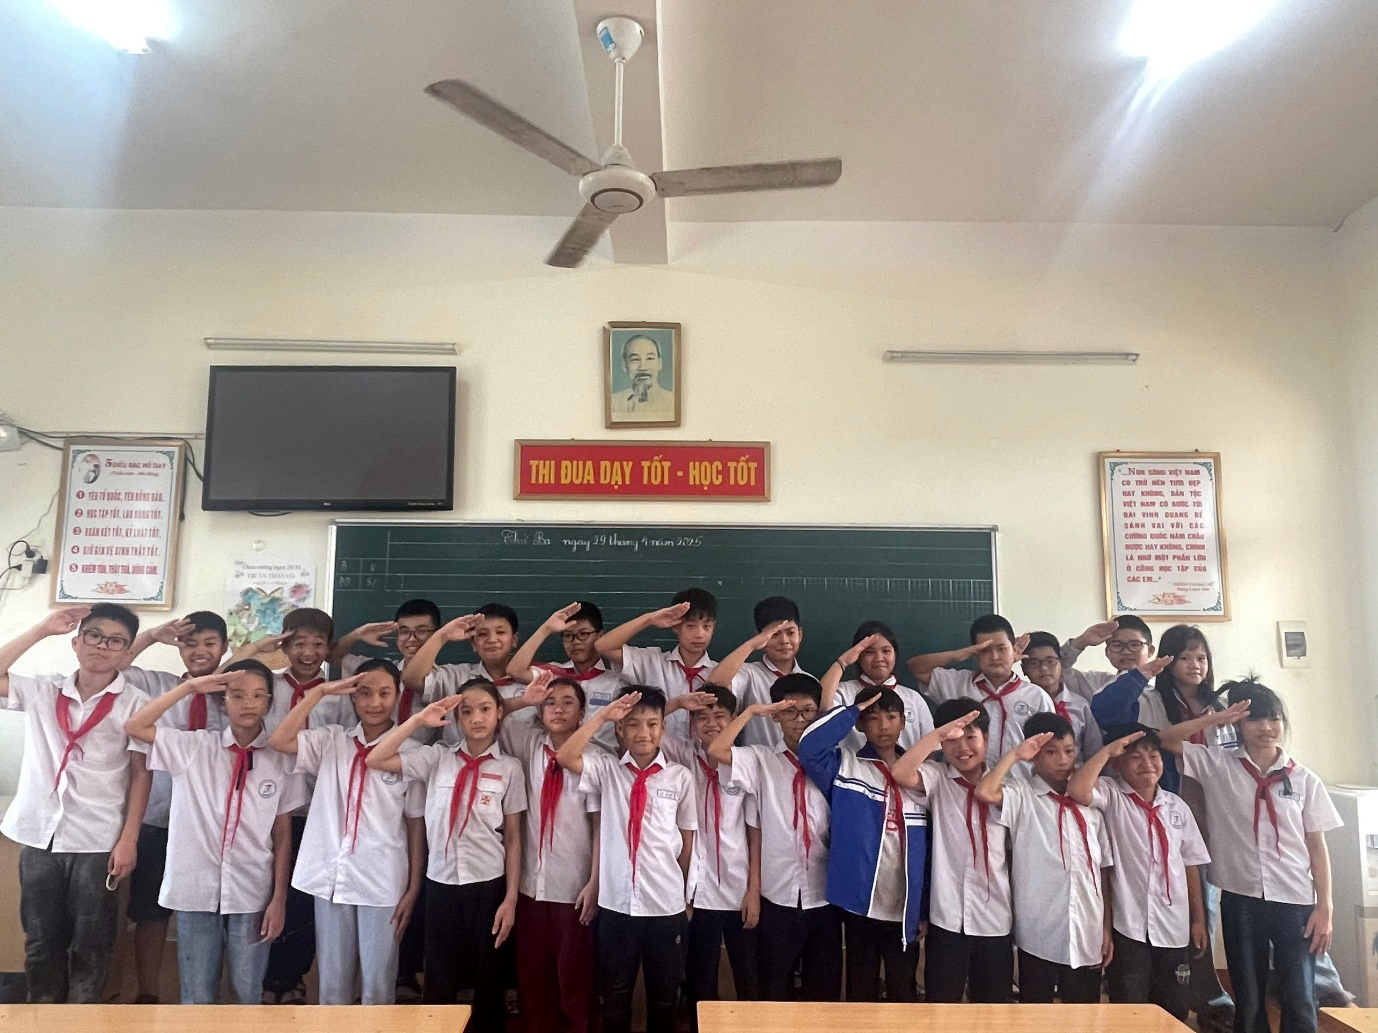 5 ĐIỀU BÁC HỒ DẠY
1 YÊU TỔ QUỐC, YÊU ĐỒNG BÀO.
2 HỌC TẬP TỐT, LAO ĐỘNG TỐT.
3 ĐOÀN KẾT TỐT, KỶ LUẬT TỐT.
4 GIỮ GÌN VỆ SINH THẬT TỐT.
5 KHIÊM TỐN, THẬT THÀ, DŨNG CẢM.
THI ĐUA DẠY TỐT - HỌC TỐT
Thứ Ba ngày 29 tháng 4 năm 2025
"...NON SÔNG VIỆT NAM
CÓ TRỞ NÊN TƯƠI ĐẸP
HAY KHÔNG, DÂN TỘC
VIỆT NAM CÓ BƯỚC TỚI
ĐÀI VINH QUANG ĐỂ
SÁNH VAI VỚI CÁC
CƯỜNG QUỐC NĂM CHÂU
ĐƯỢC HAY KHÔNG, CHÍNH
LÀ NHỜ MỘT PHẦN LỚN
Ở CÔNG HỌC TẬP CỦA
CÁC EM..."